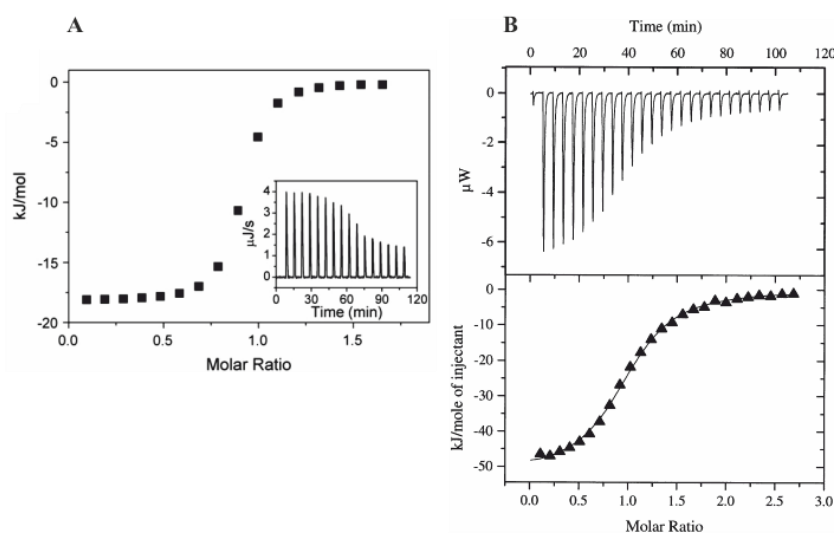 A
0
-5
-10
-15
-20
kJ/mol
0.0 0.5 1.0 1.5
Molar Ratio
4
3
2
1
0
µJ/s
0 30 60 90 120
Time (min)
B
Time (min)
0 20 40 60 80 100 120
0
-2
-4
-6
µW
0
-10
-20
-30
-40
-50
kJ/mole of injectant
0.0 0.5 1.0 1.5 2.0 2.5 3.0
Molar Ratio